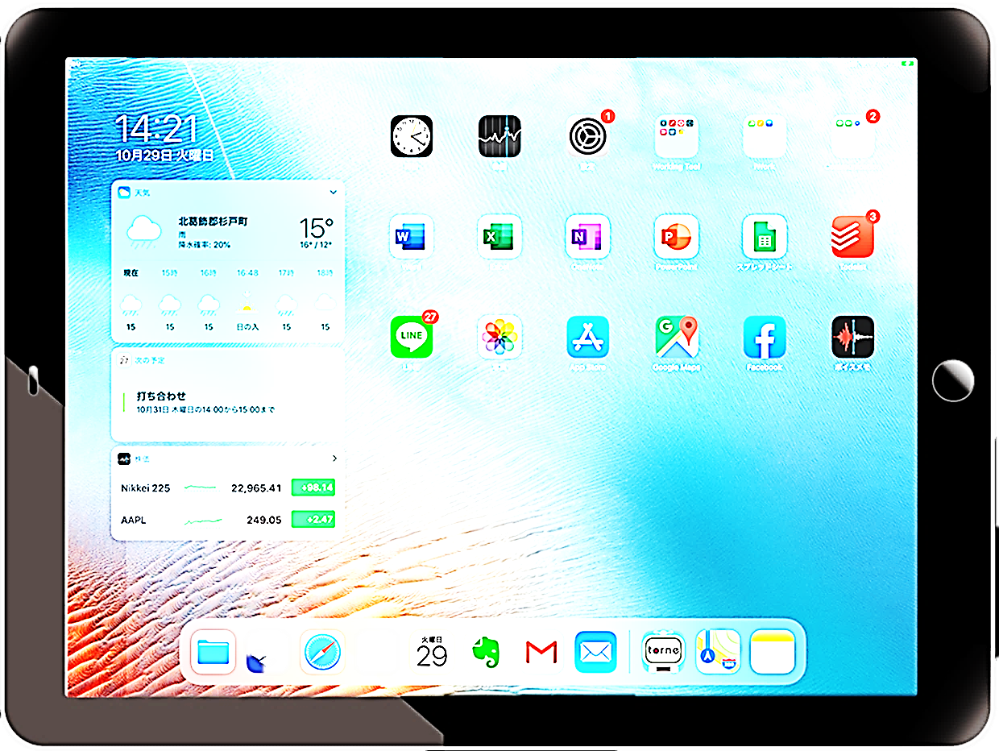 14:21
10月29日 火曜日
天気
北葛飾郡杉戸町
雨
降水確率: 20%
15°
16° / 12°
現在 15時 16時 16:48 17時 18時
15 15 15 日の入 15 15
27 次の予定
打ち合わせ
10月31日 木曜日の14:00から15:00まで
株価
Nikkei 225 22,965.41 +98.14
AAPL 249.05 +2.47
1
2
Working Tool
W
X
N
P
3
PowerPoint
スプレッドシート
27
LINE
G
App Store
Google Maps
Facebook
ボイスメモ
火曜日
29
torne